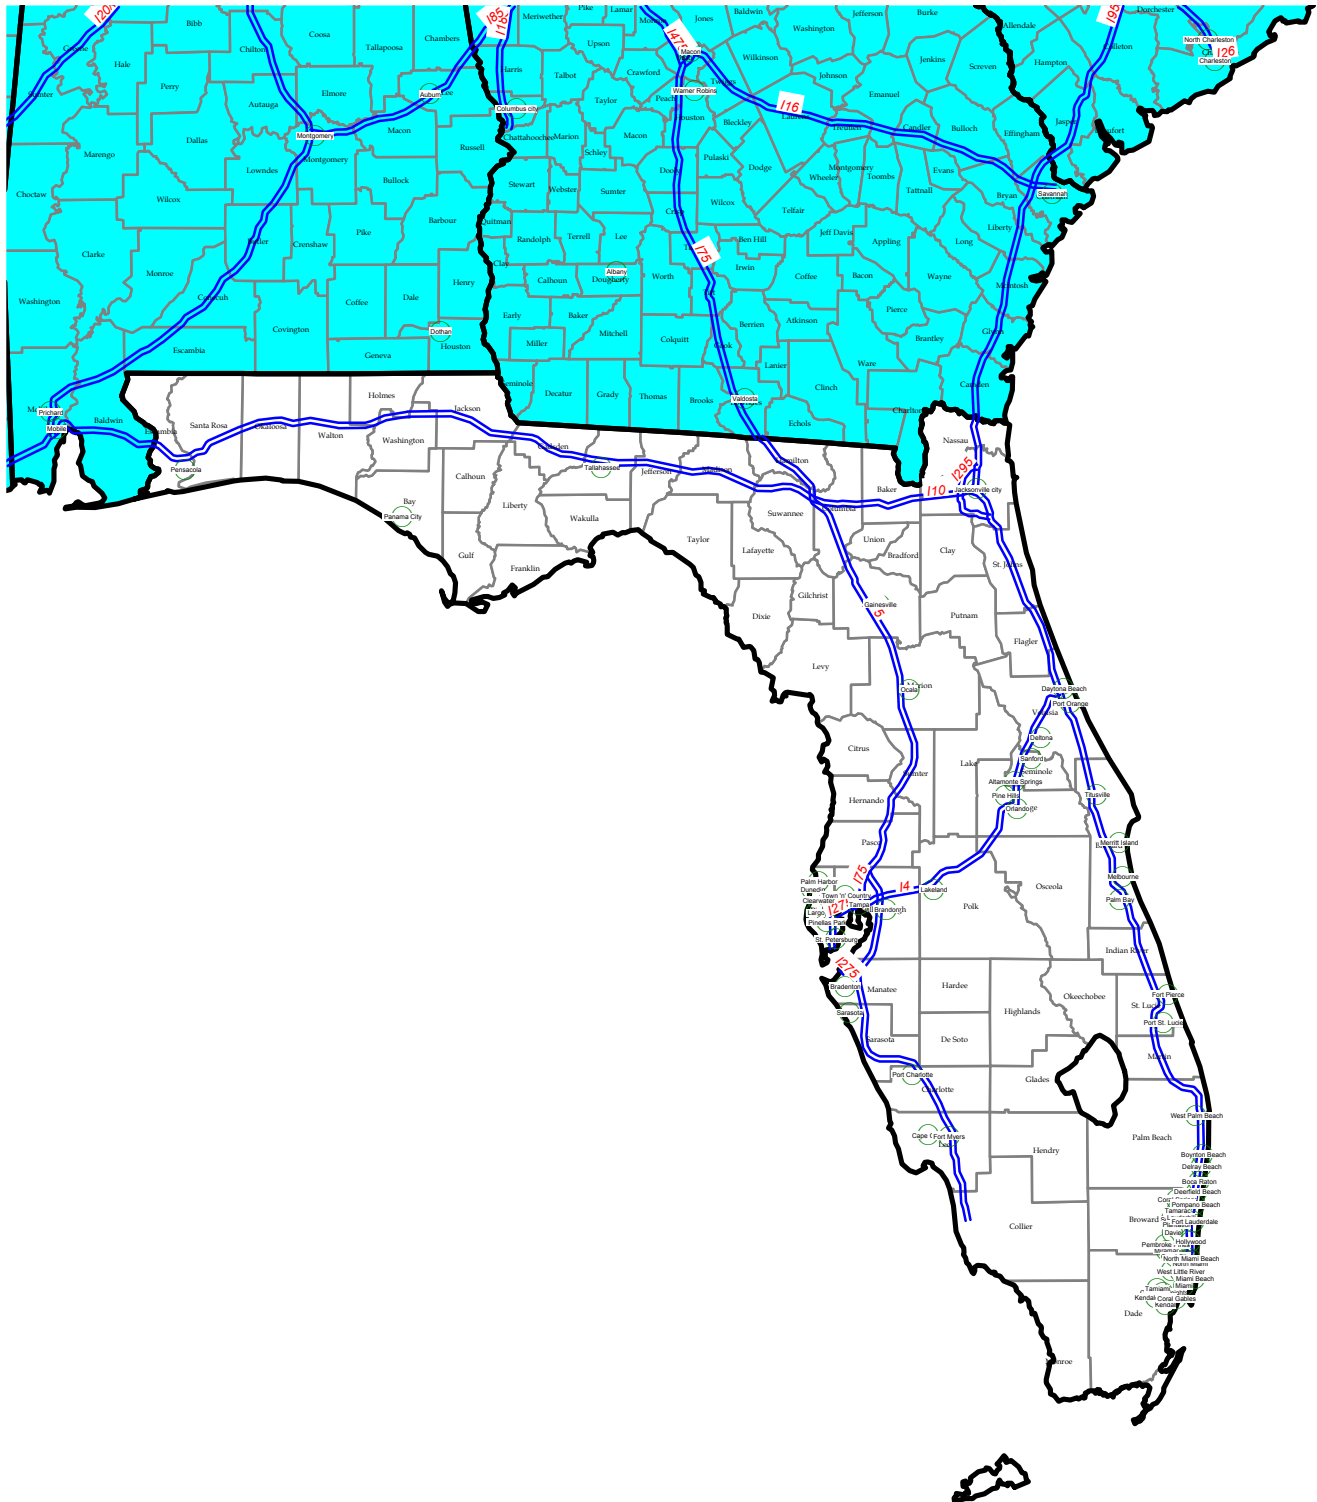 Pike
Lamar
Baldwin
Jefferson
Burke
Dorchester
I85
I185
I95
Meriwether
Jones
Washington
Allendale
Bibb
Coosa
Chambers
Upson
I475
North Charleston
I26
Charleston
Greene
Chilton
Tallapoosa
Macon
Colleton
Hale
Harris
Talbot
Crawford
Twiggs
Wilkinson
Johnson
Jenkins
Screven
Hampton
Sumter
Perry
Elmore
Auburn
Peach
Warner Robins
Emanuel
Autauga
Columbus city
Taylor
Houston
I16
Laurens
Montgomery
Macon
Chattahoochee
Marion
Macon
Bleckley
Treutlen
Candler
Bulloch
Effingham
Jasper
Beaufort
Marengo
Dallas
Montgomery
Russell
Schley
Dooly
Pulaski
Dodge
Montgomery
Wheeler
Toombs
Evans
Tattnall
Lowndes
Bullock
Stewart
Webster
Sumter
Bryan
Savannah
Choctaw
Wilcox
Barbour
Quitman
Crisp
Wilcox
Telfair
Liberty
Clarke
Butler
Crenshaw
Pike
Randolph
Terrell
Lee
Ben Hill
Jeff Davis
Appling
Long
I75
Monroe
Henry
Clay
Calhoun
Albany
Dougherty
Worth
Irwin
Coffee
Bacon
Wayne
McIntosh
Washington
Conecuh
Coffee
Dale
Early
Baker
Mitchell
Berrien
Atkinson
Pierce
Glynn
Covington
Dothan
Houston
Miller
Colquitt
Cook
Brantley
Escambia
Geneva
Lanier
Ware
Seminole
Decatur
Grady
Thomas
Brooks
Valdosta
Clinch
Camden
Prichard
Mobile
Baldwin
Holmes
Jackson
Echols
Charlton
Escambia
Santa Rosa
Okaloosa
Walton
Washington
Gadsden
Nassau
Pensacola
Calhoun
Tallahassee
Jefferson
Madison
Hamilton
I295
Baker
I10
Jacksonville city
Bay
Panama City
Liberty
Wakulla
Suwannee
Columbia
Taylor
Lafayette
Union
Bradford
Clay
St. Johns
Gulf
Franklin
Gilchrist
Gainesville
5
Dixie
Putnam
Flagler
Levy
Ocala
Marion
Daytona Beach
Port Orange
Volusia
Citrus
Sumter
Lake
Deltona
Sanford
Seminole
Altamonte Springs
Pine Hills
Orlando
Titusville
Hernando
Pasco
Merritt Island
I75
I4
Palm Harbor
Dunedin
Clearwater
Town 'n' Country
Lakeland
Osceola
Melbourne
Largo
Tampa
Brandon
Polk
Palm Bay
Pinellas Park
St. Petersburg
Indian River
I275
Bradenton
Manatee
Hardee
Okeechobee
Fort Pierce
Highlands
St. Lucie
Sarasota
Port St. Lucie
Sarasota
De Soto
Martin
Port Charlotte
Charlotte
Glades
West Palm Beach
Cape
Fort Myers
Lee
Hendry
Palm Beach
Boynton Beach
Delray Beach
Boca Raton
Deerfield Beach
Pompano Beach
Tamarac
Collier
Broward
Fort Lauderdale
Davie
Hollywood
Pembroke
North Miami Beach
North Miami
West Little River
Miami Beach
Tamiami
Miami
Coral Gables
Kendall
Dade
Monroe